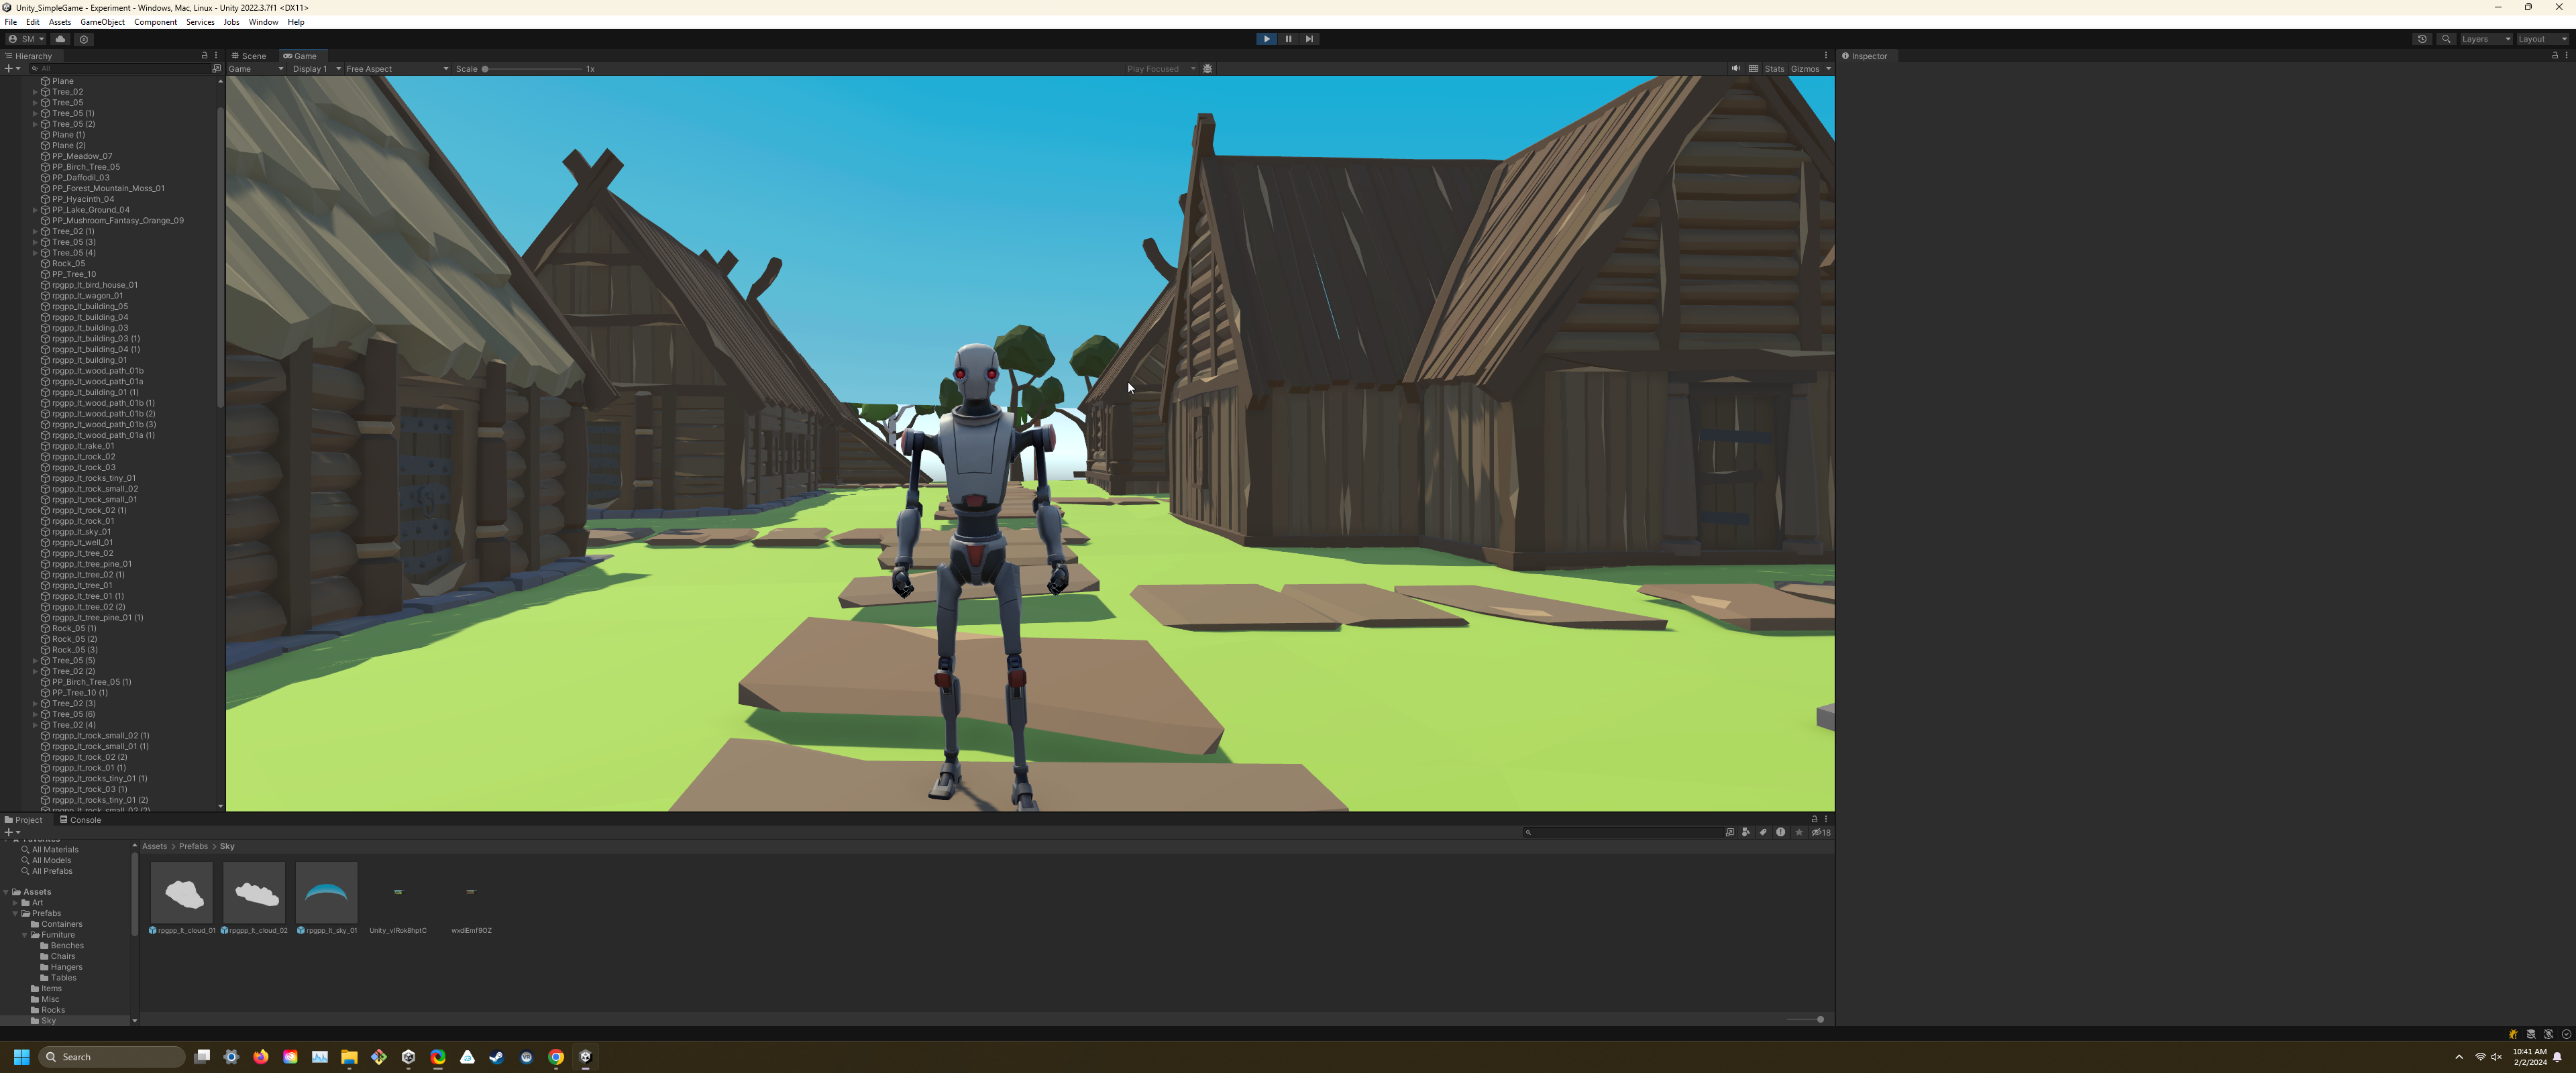 Unity_SimpleGame - Experiment - Windows, Mac, Linux - Unity 2022.3.7f1 <DX11>
File Edit Assets GameObject Component Services Jobs Window Help
SM
Layers Layout
Hierarchy
All
Plane
Tree_02
Tree_05
Tree_05 (1)
Tree_05 (2)
Plane (1)
Plane (2)
PP_Meadow_07
PP_Birch_Tree_05
PP_Daffodil_03
PP_Forest_Mountain_Moss_01
PP_Hyacinth_04
PP_Lake_Ground_04
PP_Mushroom_Fantasy_Orange_09
Tree_02 (1)
Tree_05 (3)
Tree_05 (4)
Rock_05
PP_Tree_10
rpgpp_lt_bird_house_01
rpgpp_lt_wagon_01
rpgpp_lt_building_05
rpgpp_lt_building_04
rpgpp_lt_building_03
rpgpp_lt_building_03 (1)
rpgpp_lt_building_04 (1)
rpgpp_lt_building_01
rpgpp_lt_wood_path_01b
rpgpp_lt_wood_path_01a
rpgpp_lt_building_01 (1)
rpgpp_lt_wood_path_01b (1)
rpgpp_lt_wood_path_01b (2)
rpgpp_lt_wood_path_01b (3)
rpgpp_lt_wood_path_01a (1)
rpgpp_lt_rake_01
rpgpp_lt_rock_02
rpgpp_lt_rock_03
rpgpp_lt_rocks_tiny_01
rpgpp_lt_rock_small_02
rpgpp_lt_rock_small_01
rpgpp_lt_rock_02 (1)
rpgpp_lt_rock_01
rpgpp_lt_sky_01
rpgpp_lt_well_01
rpgpp_lt_tree_02
rpgpp_lt_tree_pine_01
rpgpp_lt_tree_02 (1)
rpgpp_lt_tree_01
rpgpp_lt_tree_01 (1)
rpgpp_lt_tree_02 (2)
rpgpp_lt_tree_pine_01 (1)
Rock_05 (1)
Rock_05 (2)
Rock_05 (3)
Tree_05 (5)
Tree_02 (2)
PP_Birch_Tree_05 (1)
PP_Tree_10 (1)
Tree_02 (3)
Tree_05 (6)
Tree_02 (4)
rpgpp_lt_rock_small_02 (1)
rpgpp_lt_rock_small_01 (1)
rpgpp_lt_rock_02 (2)
rpgpp_lt_rock_01 (1)
rpgpp_lt_rocks_tiny_01 (1)
rpgpp_lt_rock_03 (1)
rpgpp_lt_rocks_tiny_01 (2)
rpgpp_lt_rock_small_02 (2)
Scene Game
Game Display 1 Free Aspect Scale 1x Play Focused Stats Gizmos
Inspector
Project Console
18
Favorites
All Materials
All Models
All Prefabs
Assets
Art
Prefabs
Containers
Furniture
Benches
Chairs
Hangers
Tables
Items
Misc
Rocks
Sky
Assets > Prefabs > Sky
rpgpp_lt_cloud_01 rpgpp_lt_cloud_02 rpgpp_lt_sky_01 wxdiEmf9OZ
Search
10:41 AM
2/2/2024